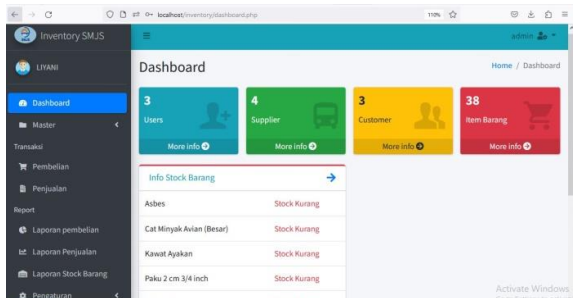 localhost/inventory/dashboard.php
110%
Inventory SMJS
admin
LIYANI
Dashboard
Home / Dashboard
Dashboard
Master
Transaksi
Pembelian
Penjualan
Report
Laporan pembelian
Laporan Penjualan
Laporan Stock Barang
Pengaturan
3
Users
More info
4
Supplier
More info
3
Customer
More info
38
Item Barang
More info
Info Stock Barang
Asbes Stock Kurang
Cat Minyak Avian (Besar) Stock Kurang
Kawat Ayakan Stock Kurang
Paku 2 cm 3/4 inch Stock Kurang
Activate Windows